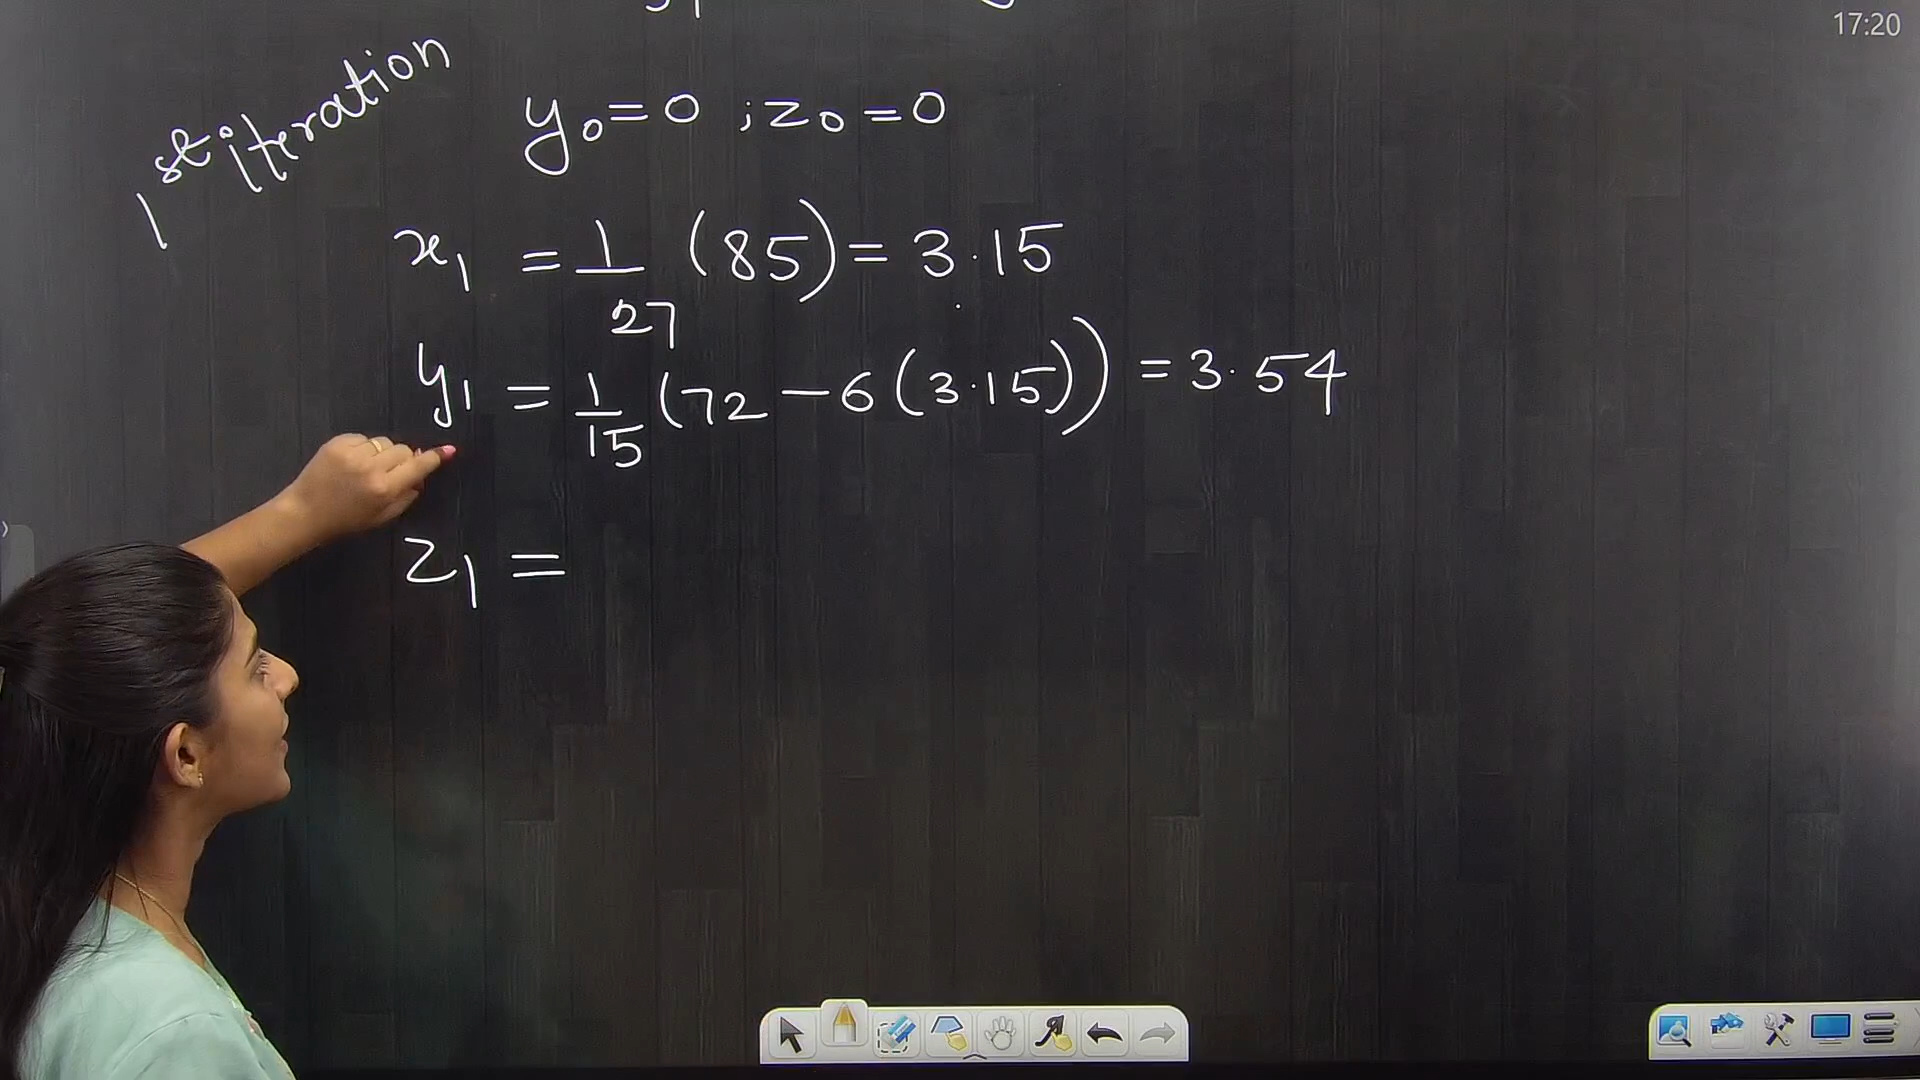 17:20
1st iteration
y₀ = 0 ; z₀ = 0
x₁ = 1/27 (85) = 3.15
y₁ = 1/15 (72 - 6(3.15)) = 3.54
z₁ =